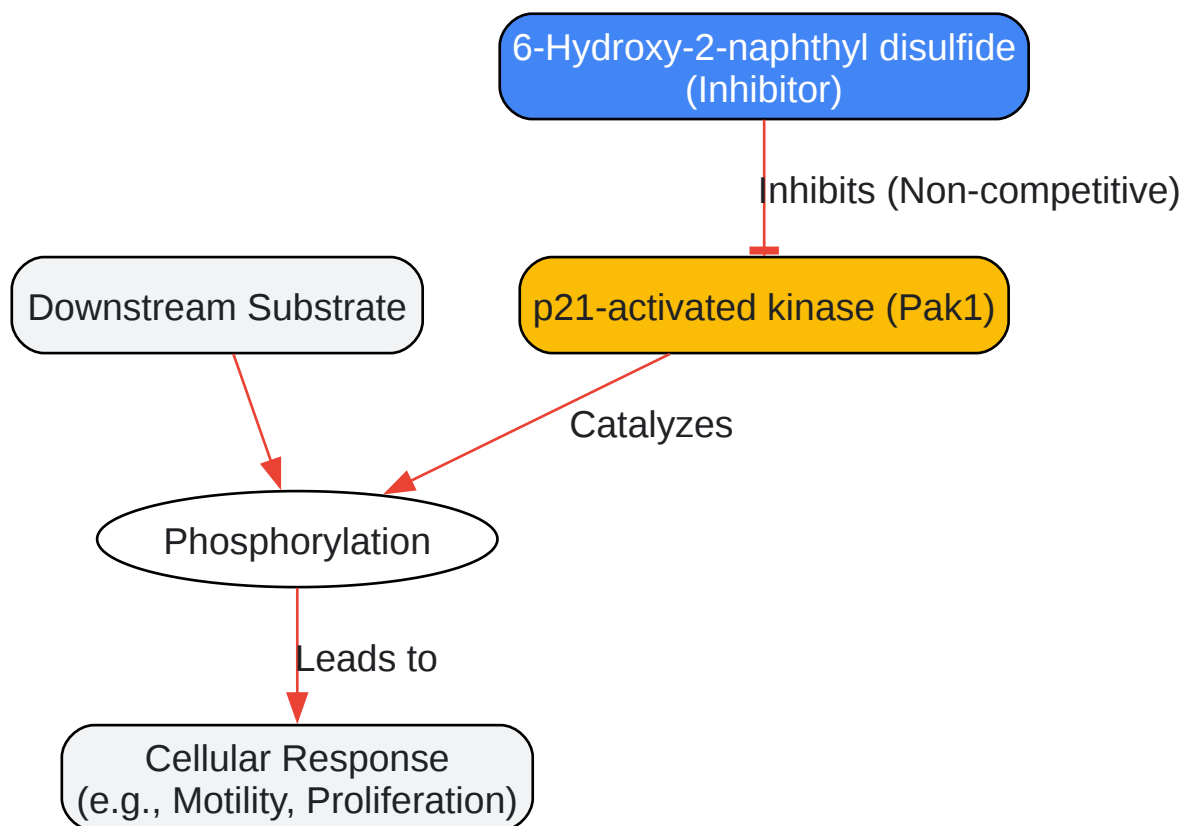 6-Hydroxy-2-naphthyl disulfide
(Inhibitor)
Inhibits (Non-competitive)
Downstream Substrate
p21-activated kinase (Pak1)
Catalyzes
Phosphorylation
Leads to
Cellular Response
(e.g., Motility, Proliferation)